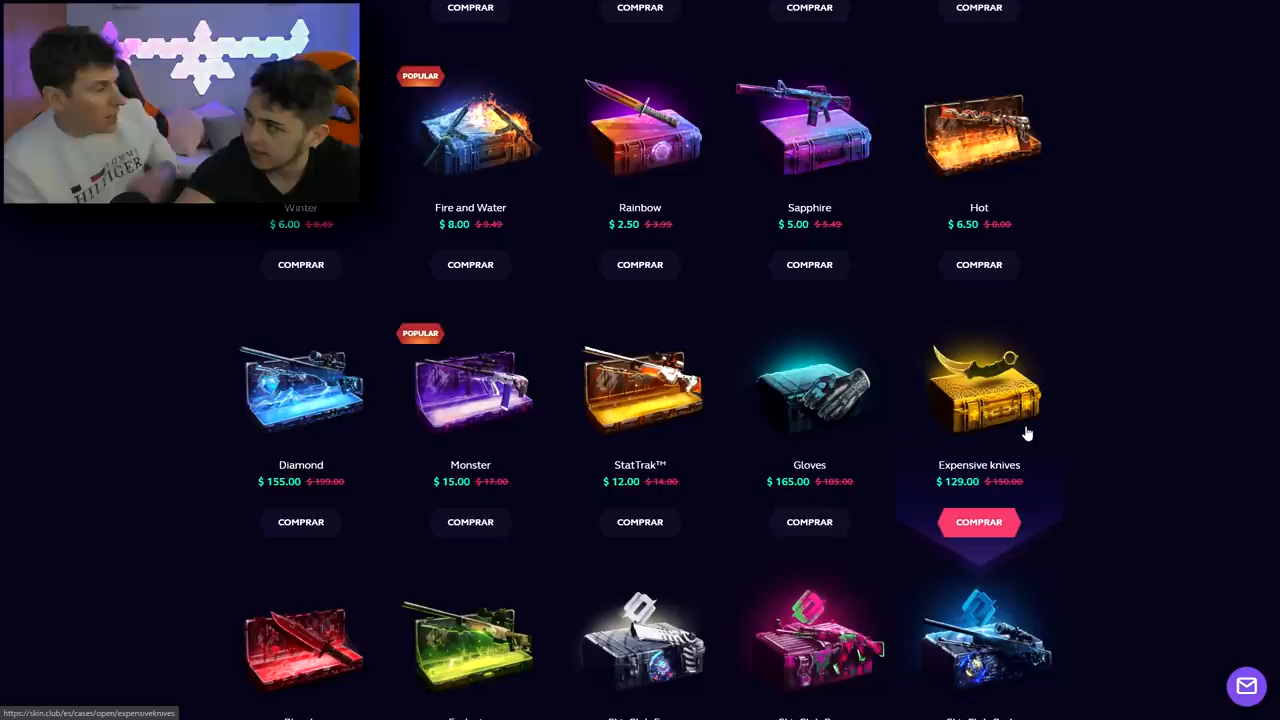 COMPRAR COMPRAR COMPRAR COMPRAR
POPULAR
HILFIGER
Winter Fire and Water Rainbow Sapphire Hot
$ 6.00 $ 8.49 $ 8.00 $ 9.49 $ 2.50 $ 3.99 $ 5.00 $ 5.49 $ 6.50 $ 8.00
COMPRAR COMPRAR COMPRAR COMPRAR COMPRAR
POPULAR
Diamond Monster StatTrak™ Gloves Expensive knives
$ 155.00 $ 199.00 $ 15.00 $ 17.00 $ 12.00 $ 14.00 $ 165.00 $ 185.00 $ 129.00 $ 150.00
COMPRAR COMPRAR COMPRAR COMPRAR COMPRAR
https://skin.club/es/cases/open/expensiveknives